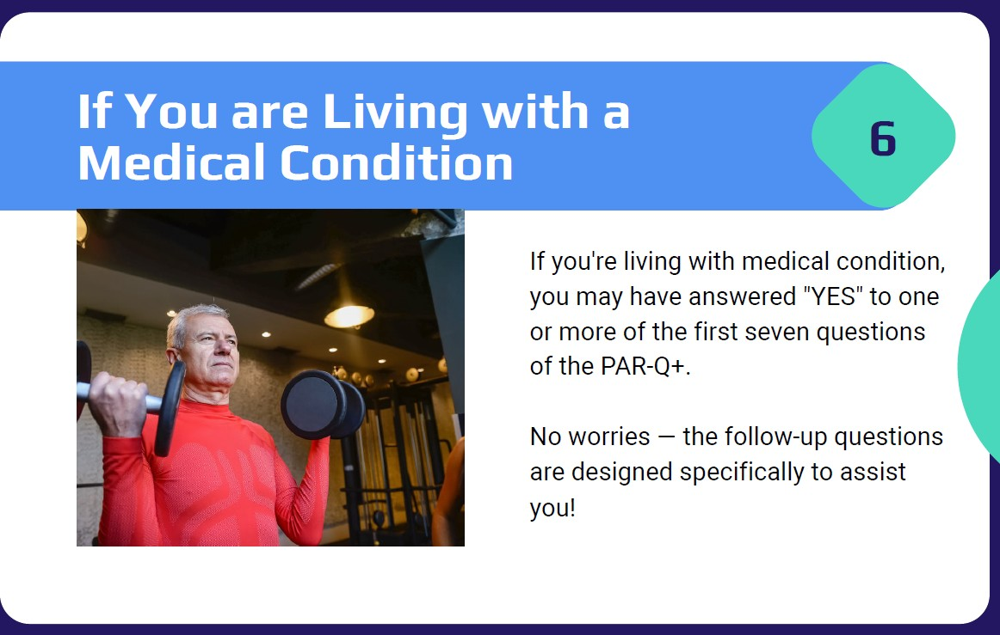 If You are Living with a
Medical Condition
6
If you're living with medical condition,
you may have answered "YES" to one
or more of the first seven questions
of the PAR-Q+.
No worries — the follow-up questions
are designed specifically to assist
you!